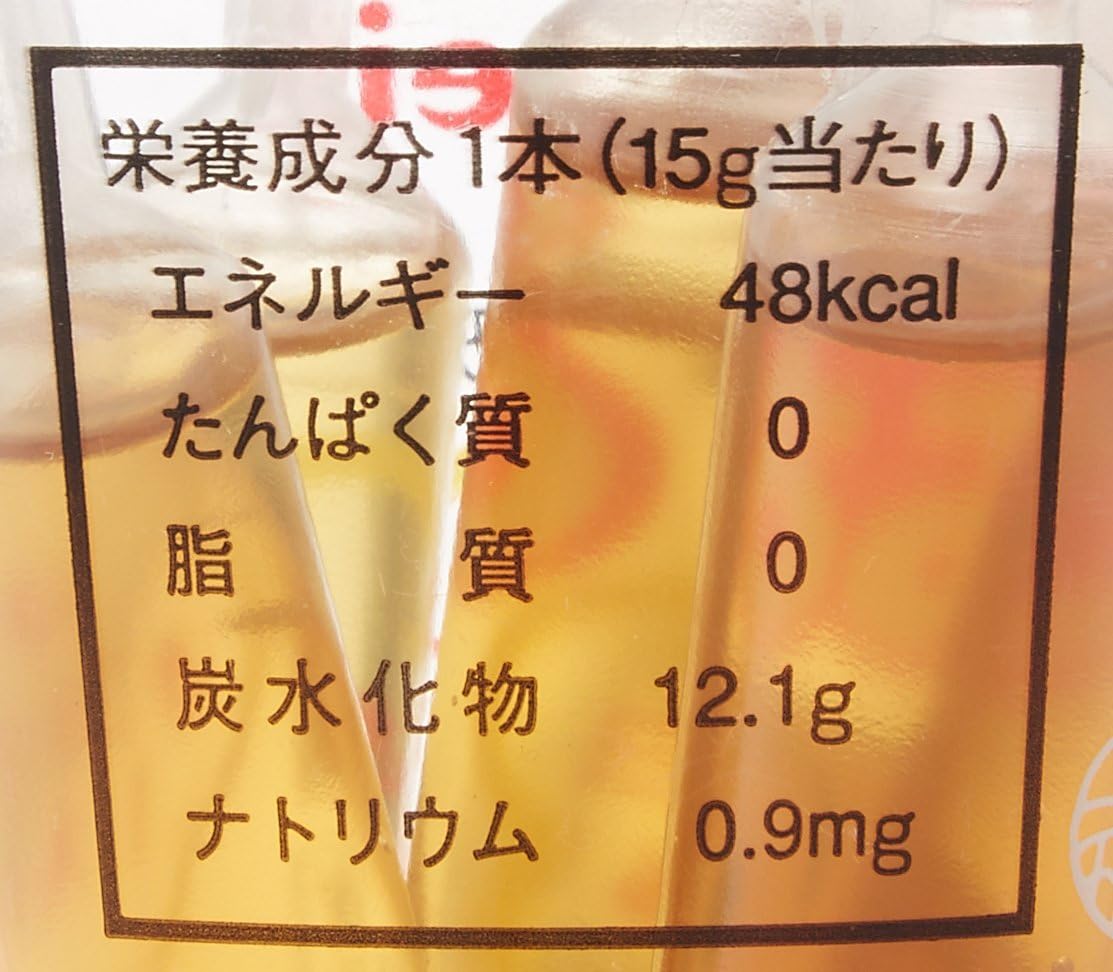 栄養成分 1本(15g当たり)
エネルギー 48kcal
たんぱく質 0
脂質 0
炭水化物 12.1g
ナトリウム 0.9mg